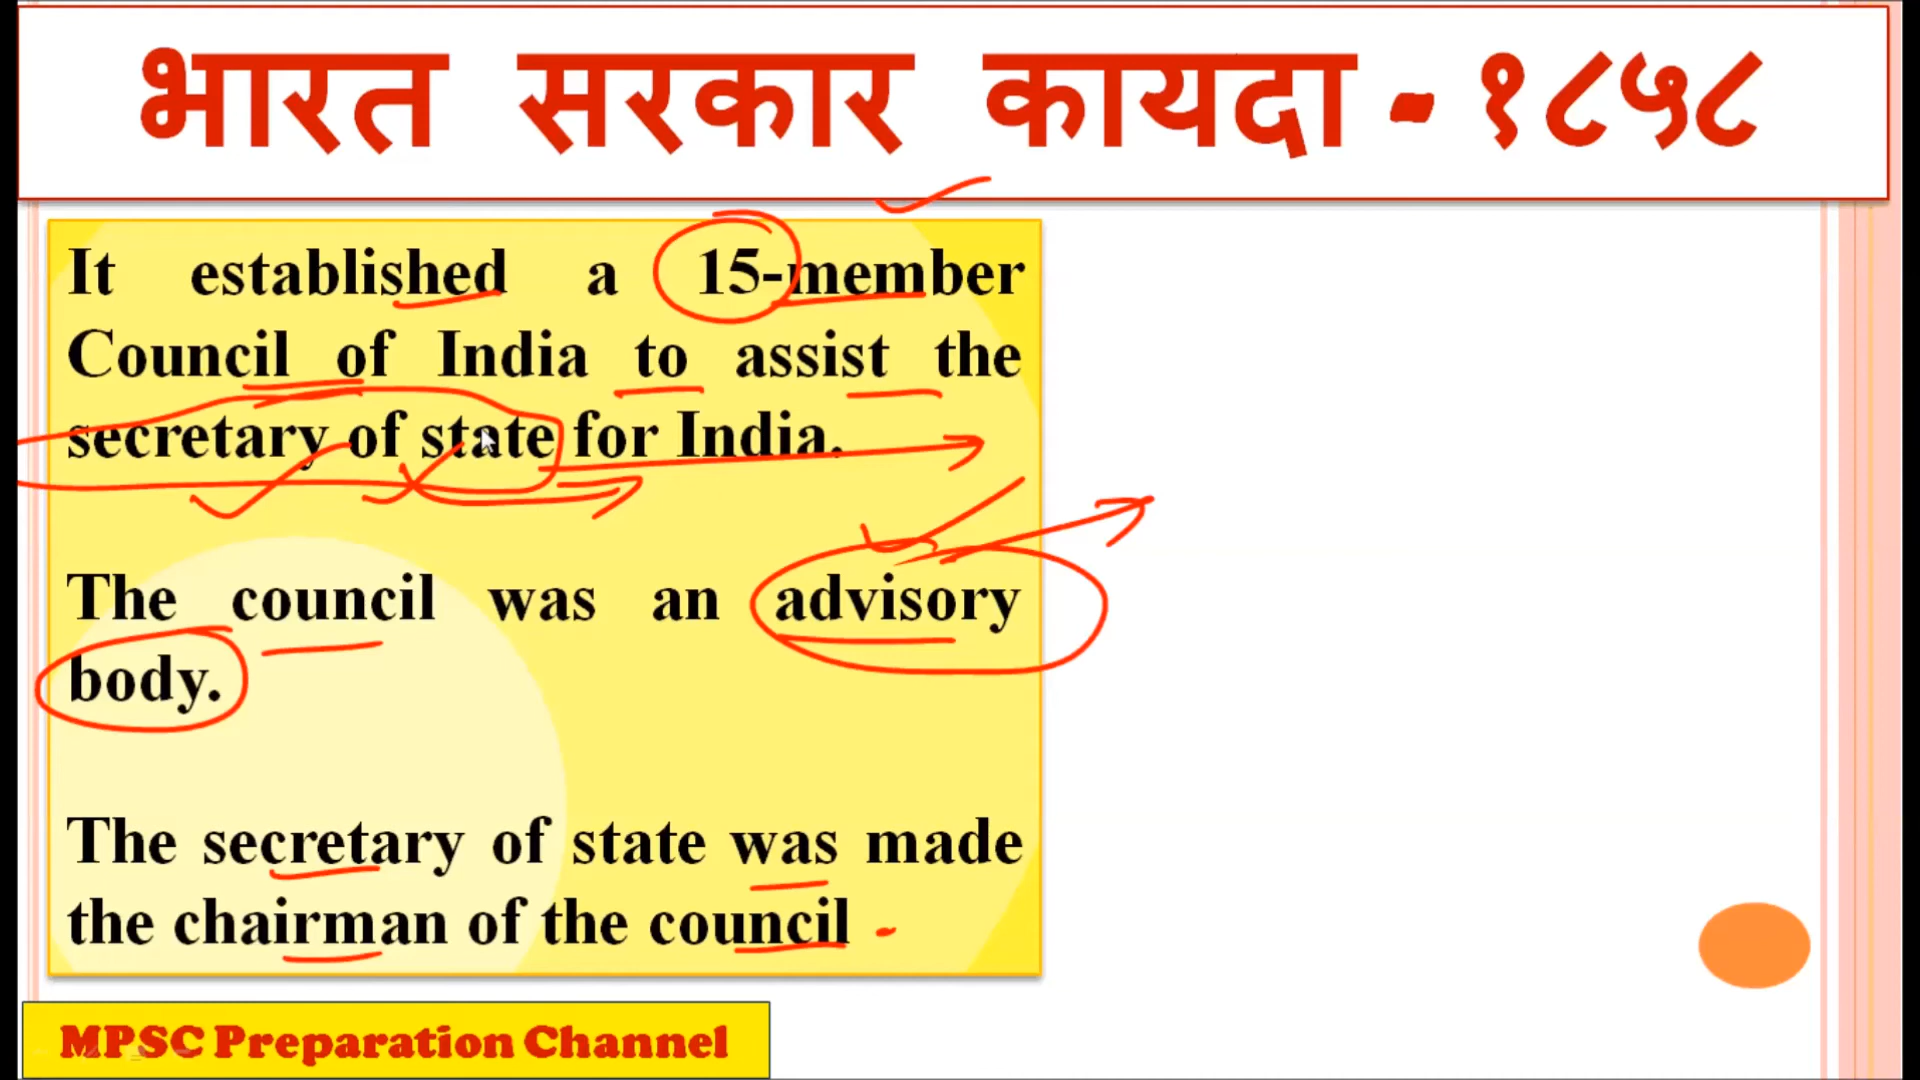 भारत सरकार कायदा - १८५८
It established a 15-member
Council of India to assist the
secretary of state for India.
The council was an advisory
body.
The secretary of state was made
the chairman of the council
MPSC Preparation Channel